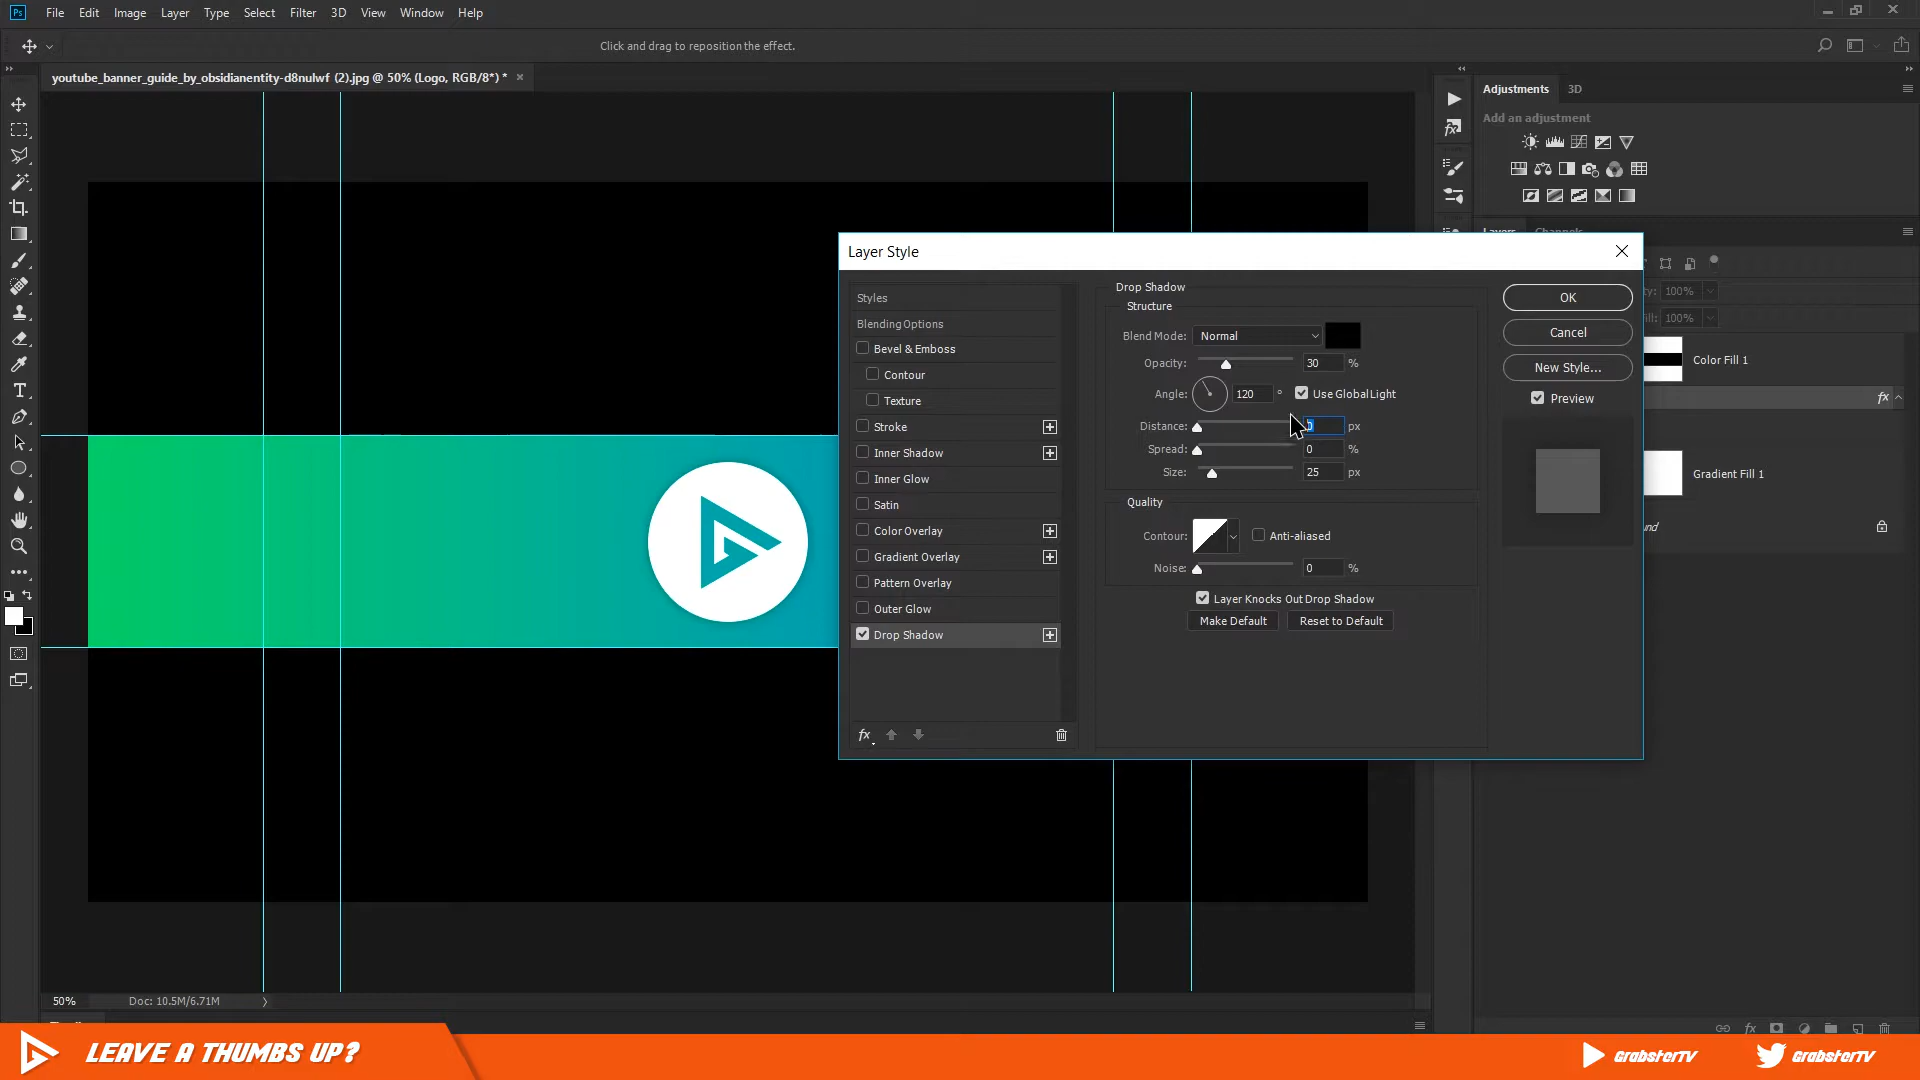 Ps File Edit Image Layer Type Select Filter 3D View Window Help
Click and drag to reposition the effect.
youtube_banner_guide_by_obsidianentity-d8nulwf (2).jpg @ 50% (Logo, RGB/8*) *
Adjustments 3D
Add an adjustment
Layer Style
Styles
Blending Options
Bevel & Emboss
Contour
Texture
Stroke
Inner Shadow
Inner Glow
Satin
Color Overlay
Gradient Overlay
Pattern Overlay
Outer Glow
Drop Shadow
fx
Drop Shadow
Structure
Blend Mode: Normal
Opacity: 30 %
Angle: 120 ° Use Global Light
Distance: 0 px
Spread: 0 %
Size: 25 px
Quality
Contour: Anti-aliased
Noise: 0 %
Layer Knocks Out Drop Shadow
Make Default Reset to Default
OK
Cancel
New Style...
Preview
100%
100%
Color Fill 1
fx
Gradient Fill 1
50% Doc: 10.5M/6.71M
LEAVE A THUMBS UP?
GrabsterTV GrabsterTV